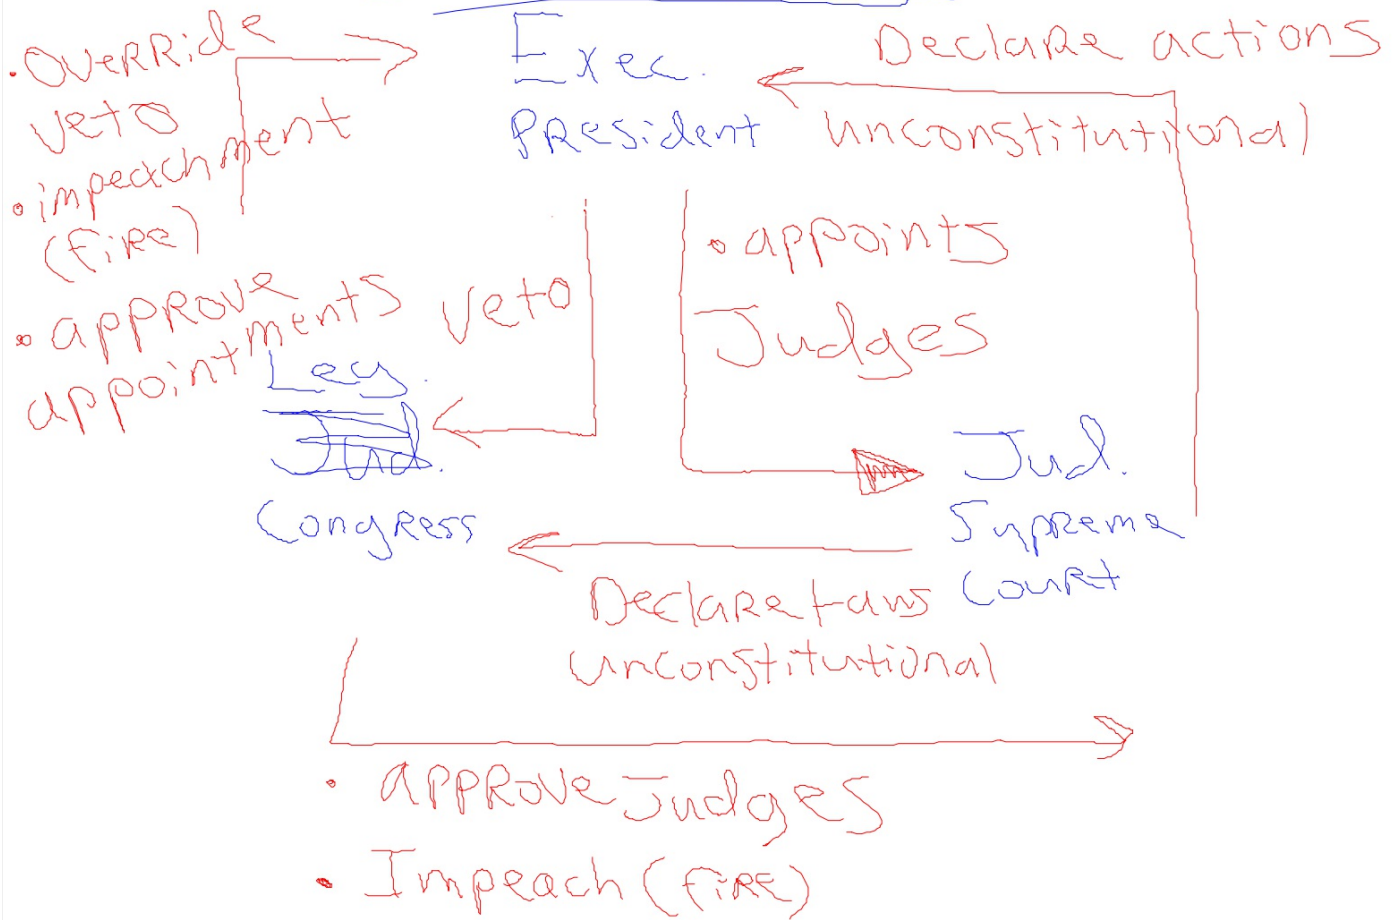 • Override
veto
• impeachment
(fire)
• approve
appointments
Exec.
President
Declare actions
unconstitutional
veto
• appoints
Judges
Leg.
Jud.
Congress
Jud.
Supreme
Court
Declare Laws
unconstitutional
• approve Judges
• Impeach (fire)